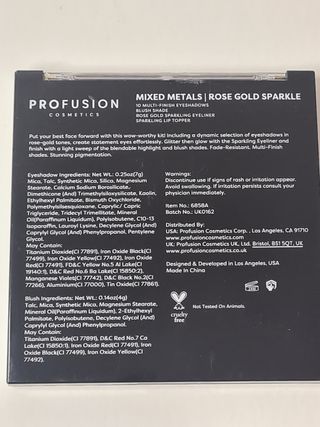 PROFUSION
COSMETICS
MIXED METALS | ROSE GOLD SPARKLE
10 MULTI-FINISH EYESHADOWS
BLUSH SHADE
ROSE GOLD SPARKLING EYELINER
SPARKLING LIP TOPPER
Put your best face forward with this wow-worthy kit! Including a dynamic selection of eyeshadows in
rose-gold tones, create statement eyes effortlessly. Glitter then glow with the Sparkling Eyeliner and
finish with a light sweep of the blendable highlight and blush shades. Foil-resistant. Multi-Finish
shades. Stunning pigmentation.
Eyeshadow Ingredients: Net Wt.: 0.25oz(7g)
Mica, Talc, Synthetic Mica, Silica, Magnesium
Stearate, Calcium Sodium Borosilicate,
Dimethicone (And) Trimethylsiloxysilicate, Kaolin,
Ethylhexyl Palmitate, Bismuth Oxychloride,
Polymethylsilsesquioxane, Caprylic/ Capric
Triglyceride, Tridecyl Trimellitate, Mineral
Oil(Paraffinum Liquidum), Polyisobutene, C10-13
Isoparaffin, Lauroyl Lysine, Decylene Glycol (And)
Caprylyl Glycol (And) Phenylpropanol, Pentylene.
May Contain:
Titanium Dioxide(CI 77891), Iron Oxide Black(CI
77499), Iron Oxide Yellow(CI 77492), Iron Oxide
Red(CI 77491), FD&C Yellow No.5 Al Lake(CI
19140:1), D&C Red No.6 Ba Lake(CI 15850:2),
Manganese Violet(CI 77742), D&C Black No.2(CI
77266), Aluminium(CI 77000), Tin Oxide(CI 77861).
Blush Ingredients: Net Wt.: 0.14oz(4g)
Talc, Mica, Synthetic Mica, Magnesium Stearate,
Mineral Oil(Paraffinum Liquidum), 2-Ethylhexyl
Palmitate, Polyisobutene, Decylene Glycol (And)
Caprylyl Glycol (And) Phenylpropanol.
May Contain:
Titanium Dioxide(CI 77891), D&C Red No.7 Ca
Lake(CI 15850:1), Iron Oxide Red(CI 77491), Iron
Oxide Black(CI 77499), Iron Oxide Yellow(CI
77492).
Warnings:
Discontinue use if signs of rash or irritation
appear. Avoid swallowing. If irritation persists consult your
physician immediately.
Item No.: 6858A
Batch No.: UK0162
Distributed By:
USA: Profusion Cosmetics Corp. , Los Angeles, CA 91710
UK: Profusion Cosmetics UK, Ltd. Bristol, BS1 5QT, UK
www.profusioncosmetics.com
www.profusioncosmetics.co.uk
Designed & Developed in Los Angeles, USA
Made In China
cruelty
free
Not Tested On Animals.